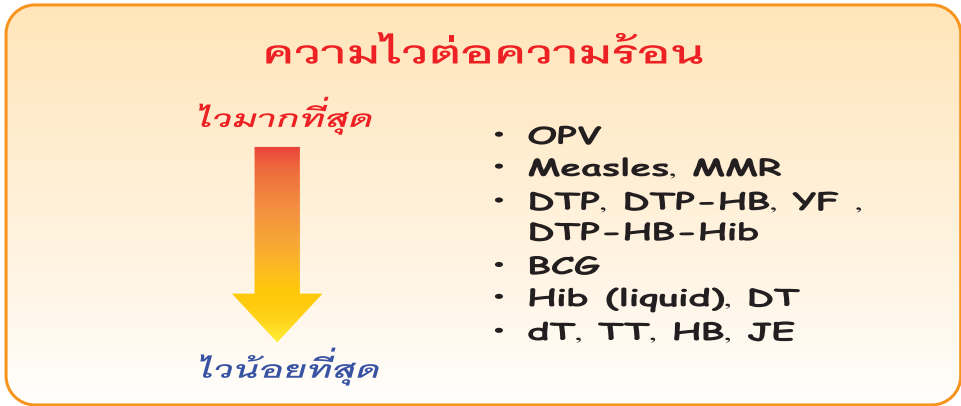 ความไวต่อความร้อน
ไวมากที่สุด
• OPV
• Measles, MMR
• DTP, DTP-HB, YF ,
DTP-HB-Hib
• BCG
• Hib (liquid), DT
• dT, TT, HB, JE
ไวน้อยที่สุด